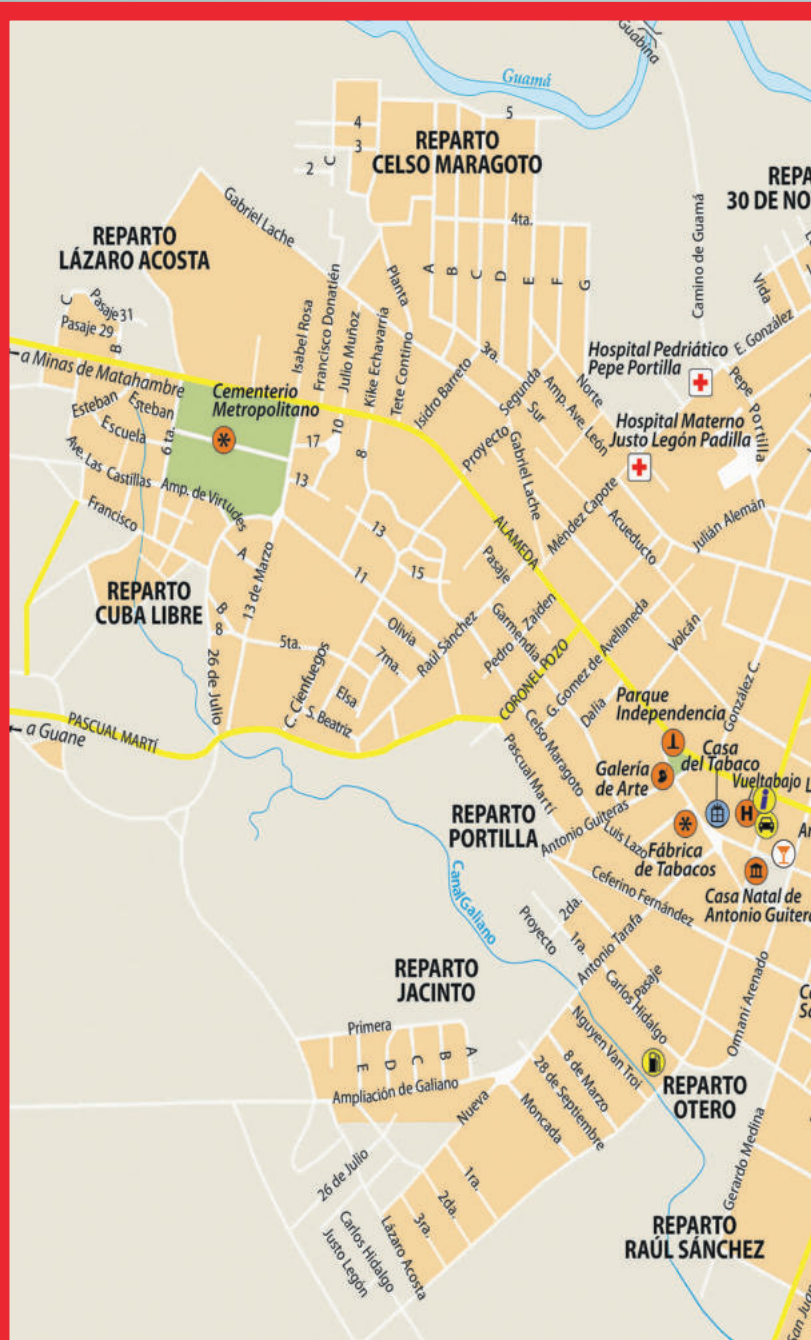 Guabina
Guamá
5
4
3
2
C
REPARTO
CELSO MARAGOTO
REPA
30 DE NO
Gabriel Lache
4ta.
Camino de Guamá
REPARTO
LÁZARO ACOSTA
Planta
A
B
C
D
E
F
G
Vida
E. González
C
Pasaje 31
Pasaje 29
B
Isabel Rosa
Francisco Donatién
Julio Muñoz
Kike Echavarria
Tete Contino
3ra.
Hospital Pedriático
Pepe Portilla
Pepe Portilla
a Minas de Matahambre
Cementerio
Metropolitano
Isidro Barreto
Segunda
Sur
Amp. Ave. León
Norte
Hospital Materno
Justo Legón Padilla
Esteban
Esteban
Escuela
6 ta.
17
10
8
Proyecto
Gabriel Lache
Ave. Las Castillas
Amp. de Virtudes
13
Méndez Capote
Acueducto
Julián Alemán
Francisco
13
ALAMEDA
A
11
15
Pasaje
REPARTO
CUBA LIBRE
B
8
13 de Marzo
5ta.
Olivia
7ma.
Raúl Sánchez
Garmendia
Pedro Zaiden
G. Gomez de Avellaneda
Volcán
26 de Julio
C. Cienfuegos
Elsa
S. Beatriz
CORONEL POZO
Dalia
González C.
PASCUAL MARTÍ
a Guane
Pascual Martí
Celso Maragoto
Parque
Independencia
Casa
del Tabaco
Galería
de Arte
Vueltabajo
H
i
REPARTO
PORTILLA
Antonio Guiteras
Luis Lazo
Fábrica
de Tabacos
Canal Galiano
Ceferino Fernández
Casa Natal de
Antonio Guitera
Proyecto
2da.
1ra.
Antonio Tarafa
Pasaje
Carlos Hidalgo
Ormani Arenado
REPARTO
JACINTO
Primera
E
D
C
B
A
Ampliación de Galiano
Nguyen Van Troi
8 de Marzo
28 de Septiembre
Moncada
REPARTO
OTERO
Nueva
Gerardo Medina
26 de Julio
1ra.
2da.
3ra.
Lázaro Acosta
Carlos Hidalgo
Justo Legón
REPARTO
RAÚL SÁNCHEZ
San Juan